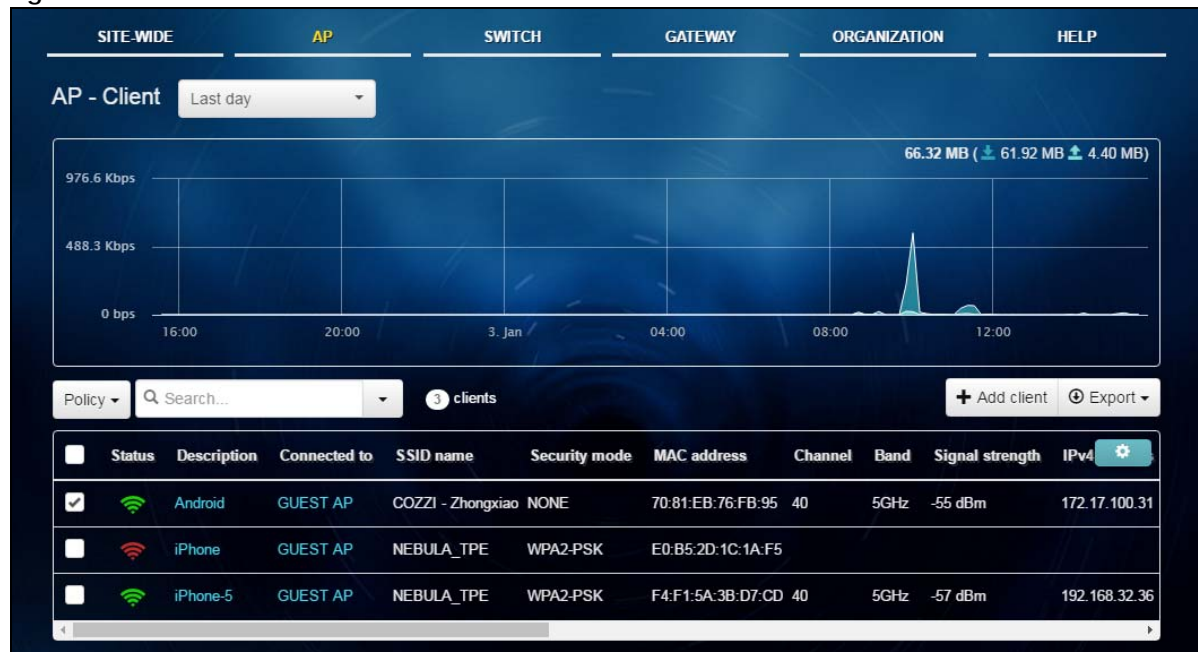 SITE-WIDE AP SWITCH GATEWAY ORGANIZATION HELP
AP - Client Last day
66.32 MB ( 61.92 MB 4.40 MB)
976.6 Kbps
488.3 Kbps
0 bps
16:00 20:00 3. Jan 04:00 08:00 12:00
Policy Search... 3 clients Add client Export
Status Description Connected to SSID name Security mode MAC address Channel Band Signal strength IPv4
Android GUEST AP COZZI - Zhongxiao NONE 70:81:EB:76:FB:95 40 5GHz -55 dBm 172.17.100.31
iPhone GUEST AP NEBULA_TPE WPA2-PSK E0:B5:2D:1C:1A:F5
iPhone-5 GUEST AP NEBULA_TPE WPA2-PSK F4:F1:5A:3B:D7:CD 40 5GHz -57 dBm 192.168.32.36